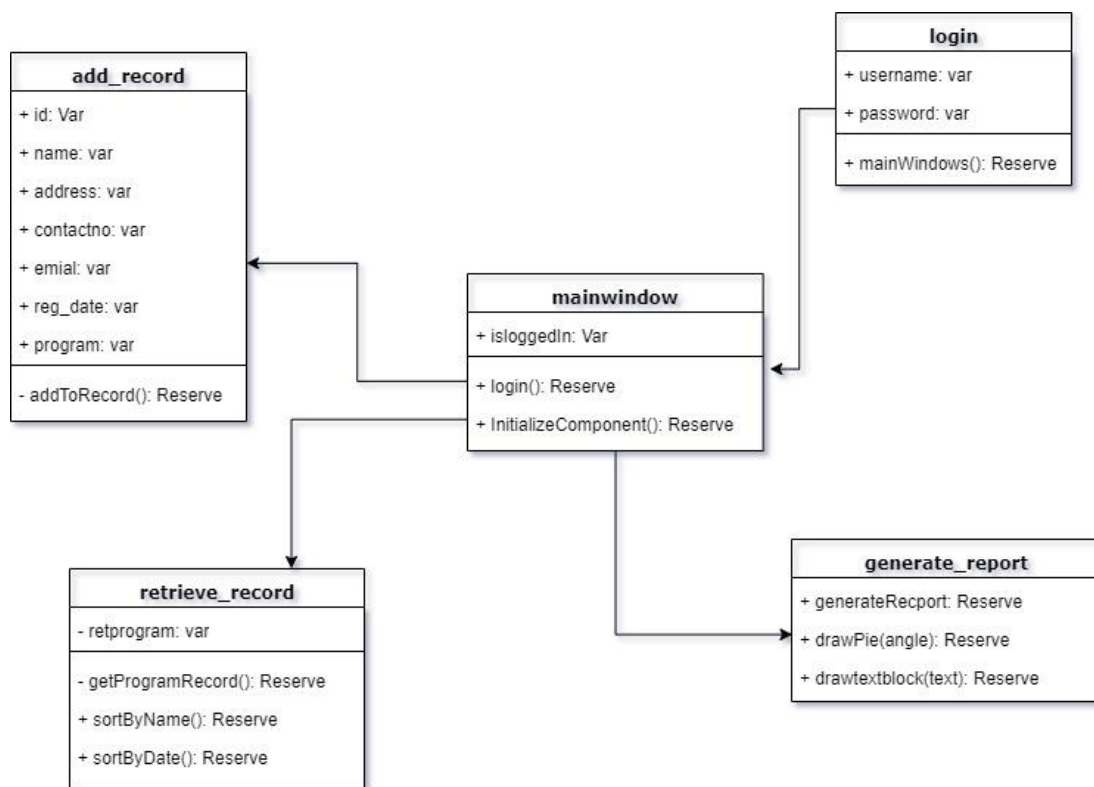 login
+ username: var
+ password: var
+ mainWindows(): Reserve
add_record
+ id: Var
+ name: var
+ address: var
+ contactno: var
+ emial: var
+ reg_date: var
+ program: var
- addToRecord(): Reserve
mainwindow
+ isloggedIn: Var
+ login(): Reserve
+ InitializeComponent(): Reserve
retrieve_record
- retprogram: var
- getProgramRecord(): Reserve
+ sortByName(): Reserve
+ sortByDate(): Reserve
generate_report
+ generateRecport: Reserve
+ drawPie(angle): Reserve
+ drawtextblock(text): Reserve